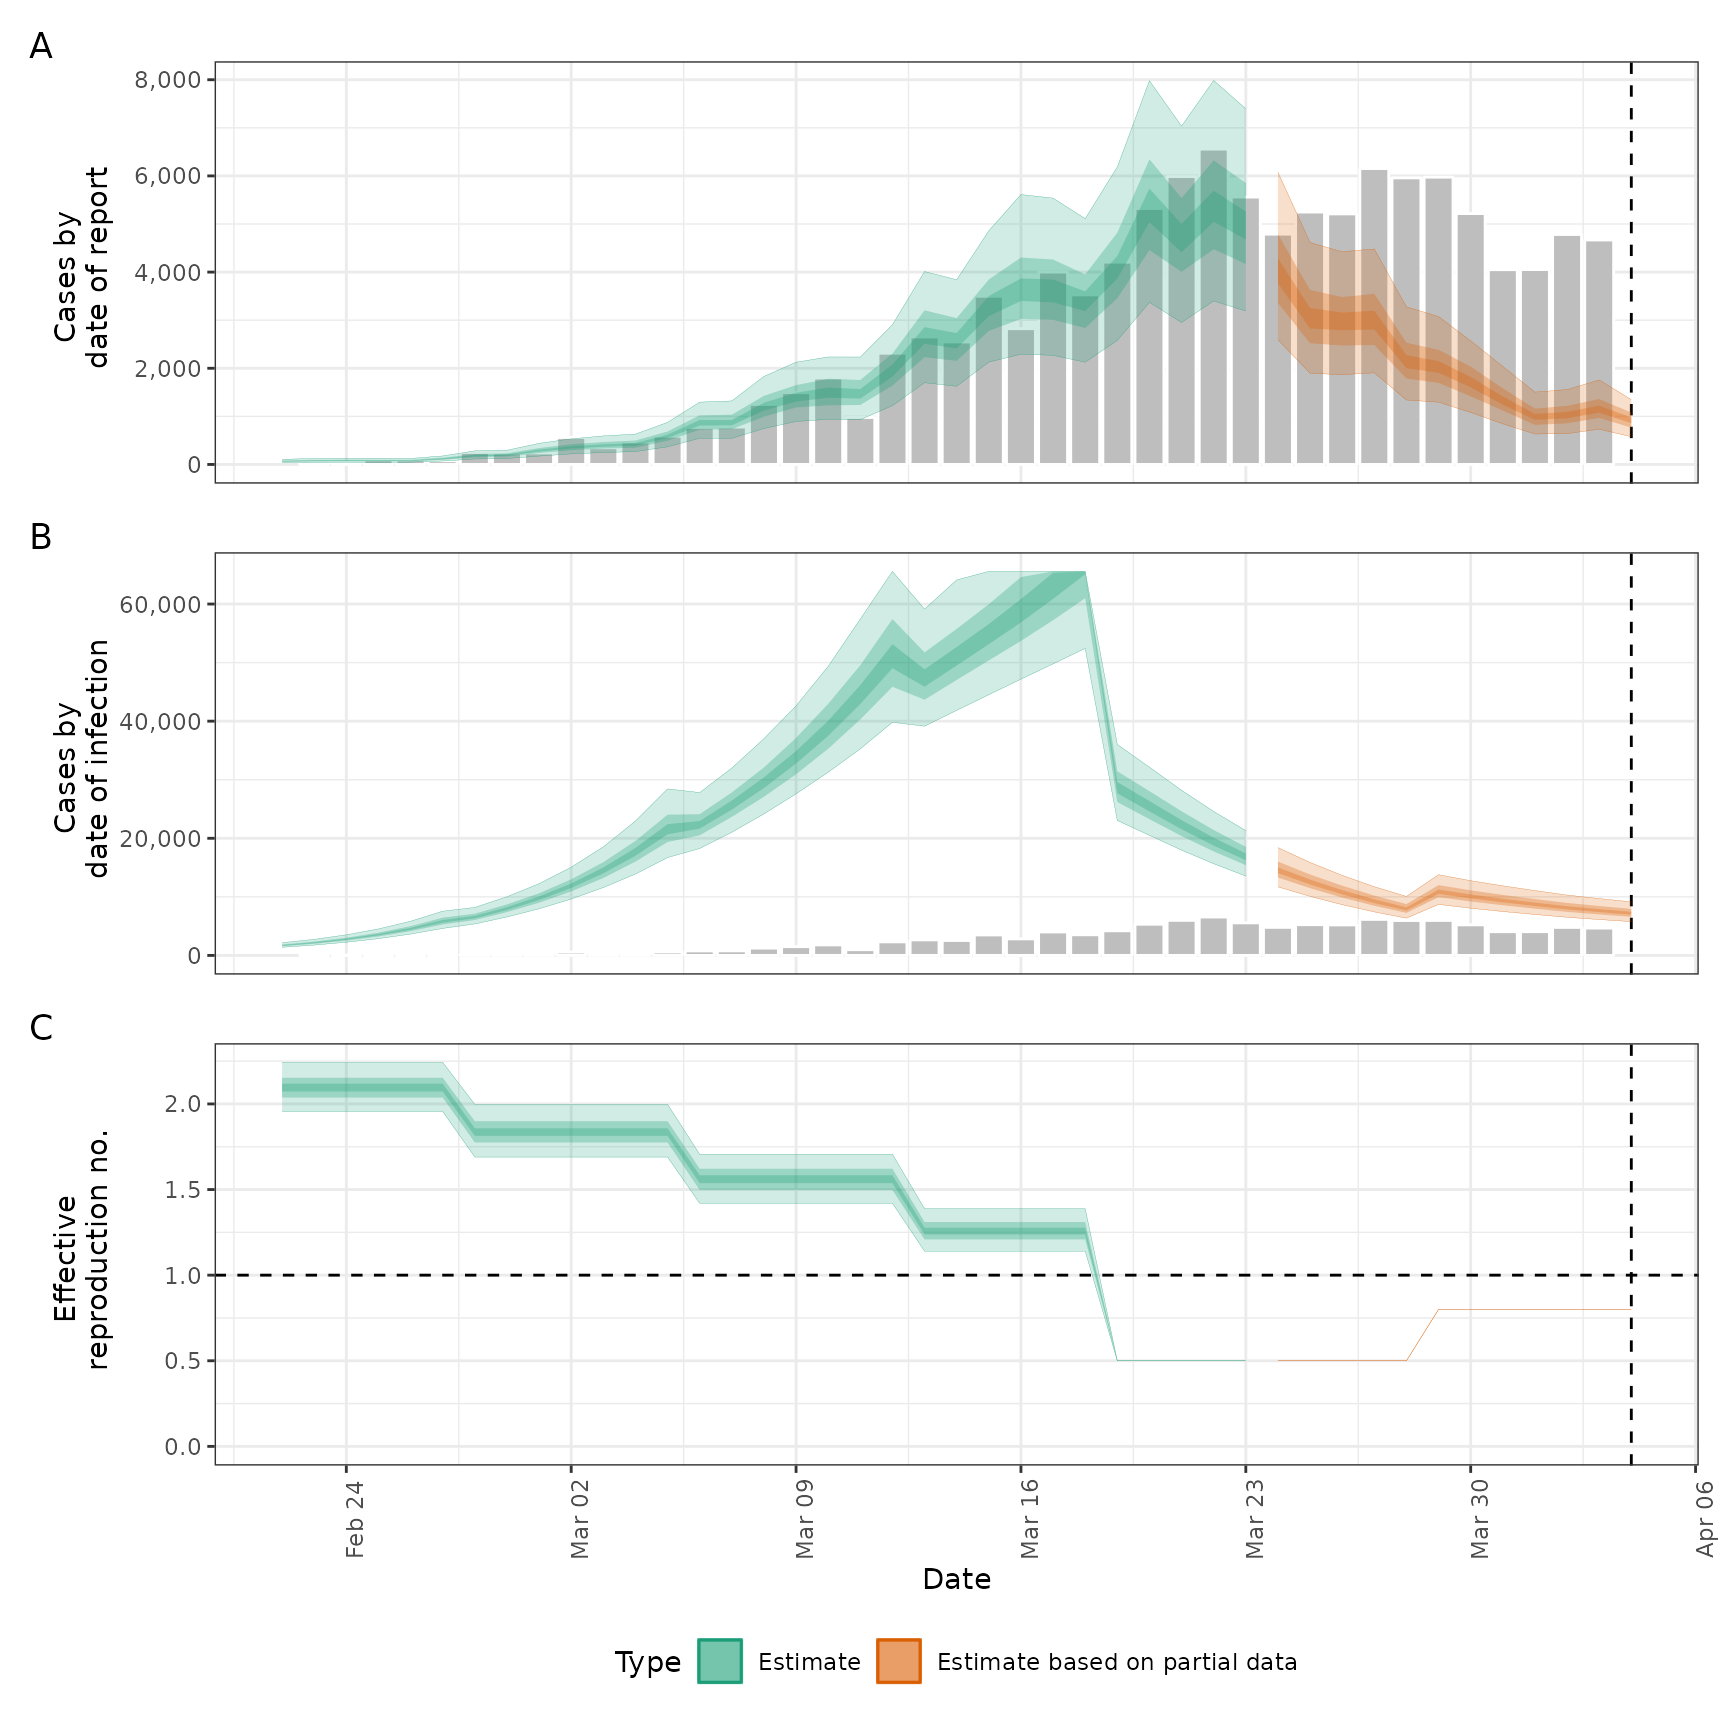 A
Cases by
date of report
8,000
6,000
4,000
2,000
0
B
Cases by
date of infection
60,000
40,000
20,000
0
C
Effective
reproduction no.
2.0
1.5
1.0
0.5
0.0
Feb 24
Mar 02
Mar 09
Mar 16
Mar 23
Mar 30
Apr 06
Date
Type Estimate Estimate based on partial data